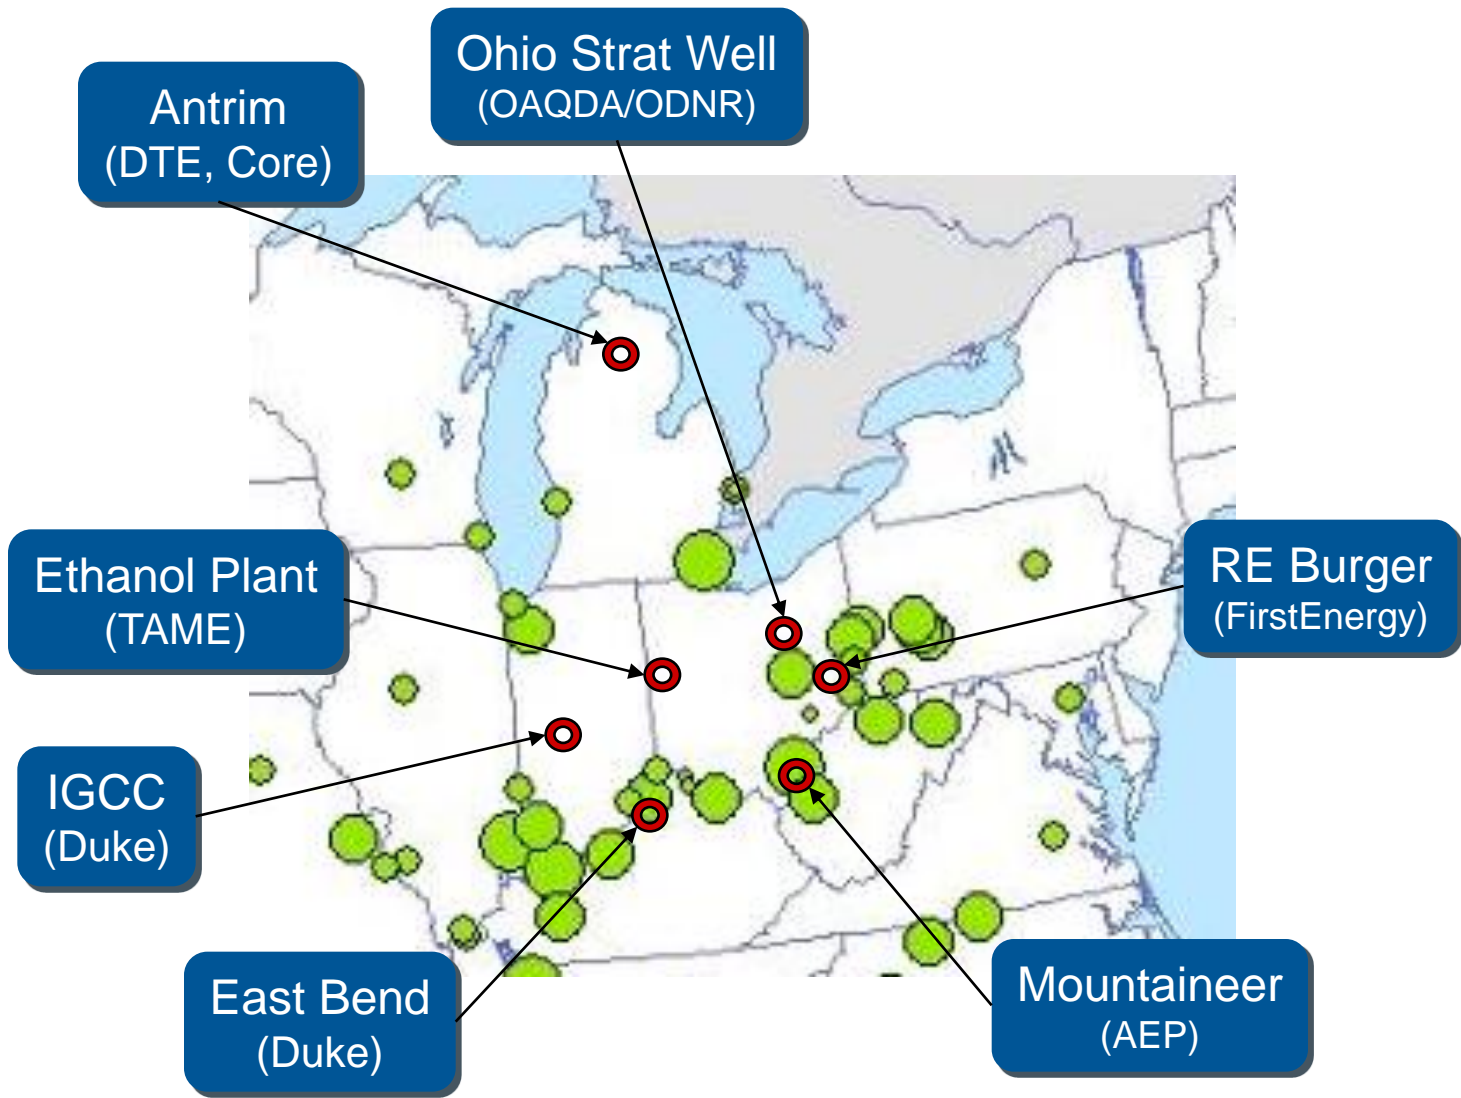 Ohio Strat Well
(OAQDA/ODNR)
Antrim
(DTE, Core)
Ethanol Plant
(TAME)
RE Burger
(FirstEnergy)
IGCC
(Duke)
East Bend
(Duke)
Mountaineer
(AEP)